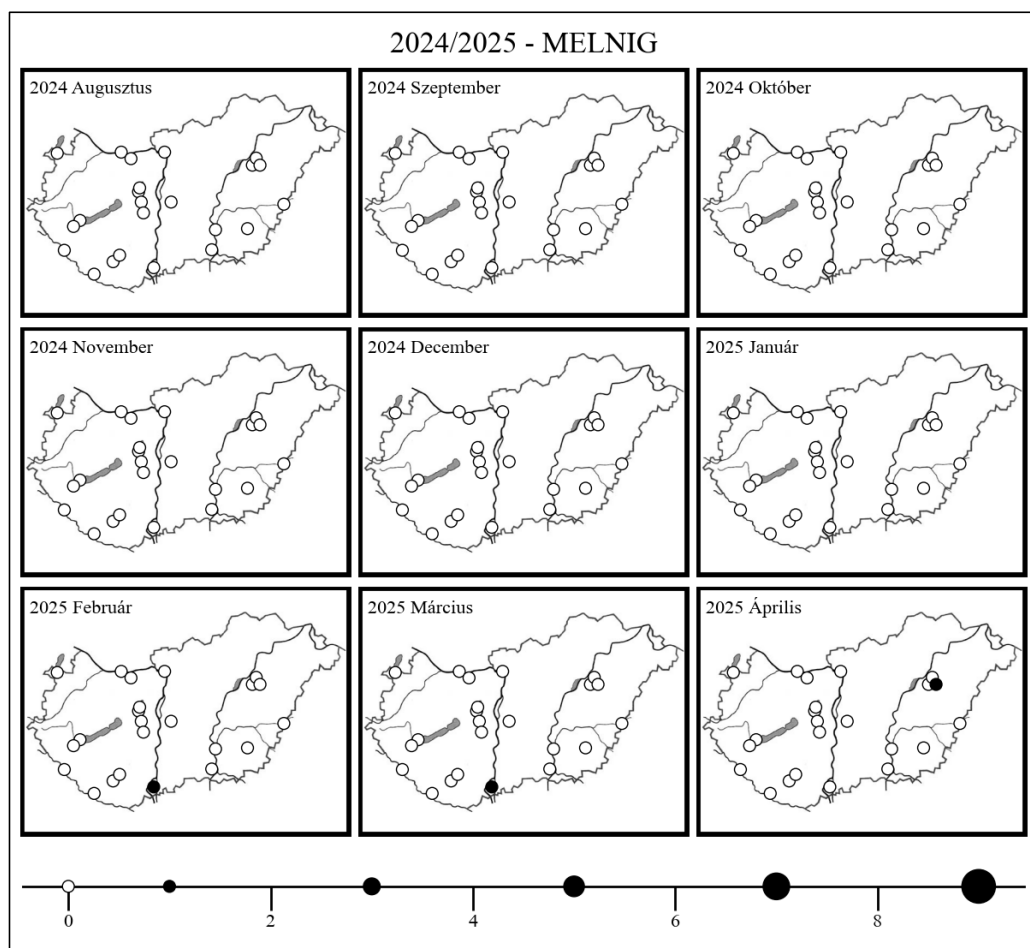 2024/2025 - MELNIG
2024 Augusztus
2024 Szeptember
2024 Október
2024 November
2024 December
2025 Január
2025 Február
2025 Március
2025 Április
0 2 4 6 8